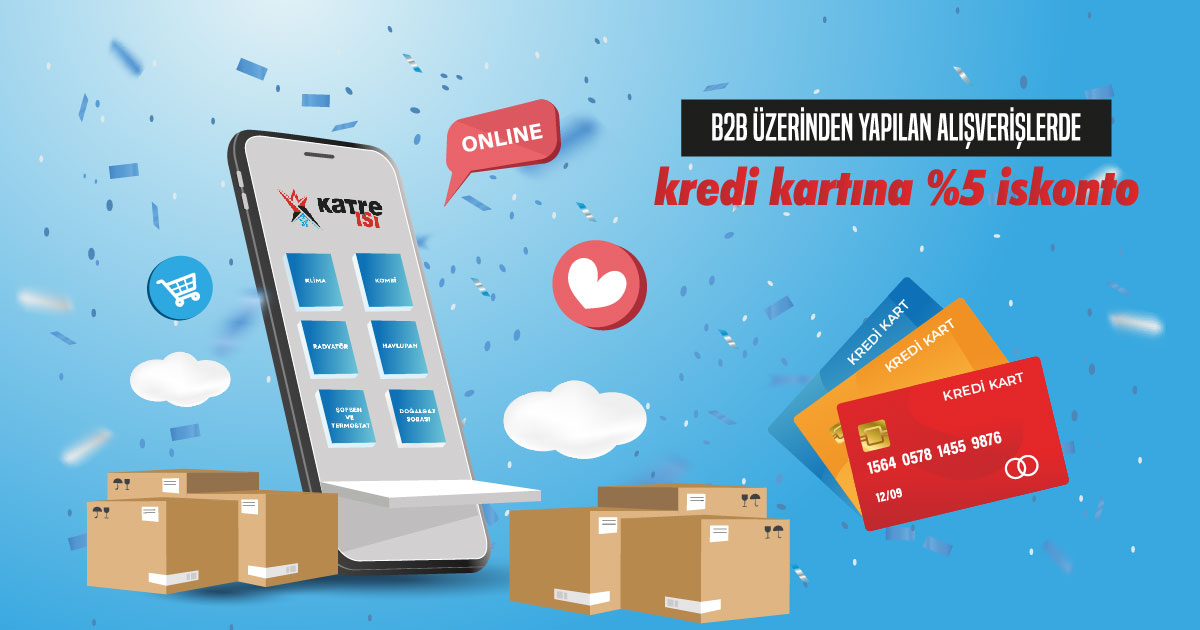 B2B ÜZERİNDEN YAPILAN ALIŞVERİŞLERDE
kredi kartına %5 iskonto
ONLINE
KATRE
ISI
KLİMA
KOMBİ
RADYATÖR
HAVLUPAN
ŞOFBEN
VE
TERMOSTAT
DOĞALGAZ
SOBASI
KREDİ KART
KREDİ KART
KREDİ KART
1564 0578 1455 9876
12/09